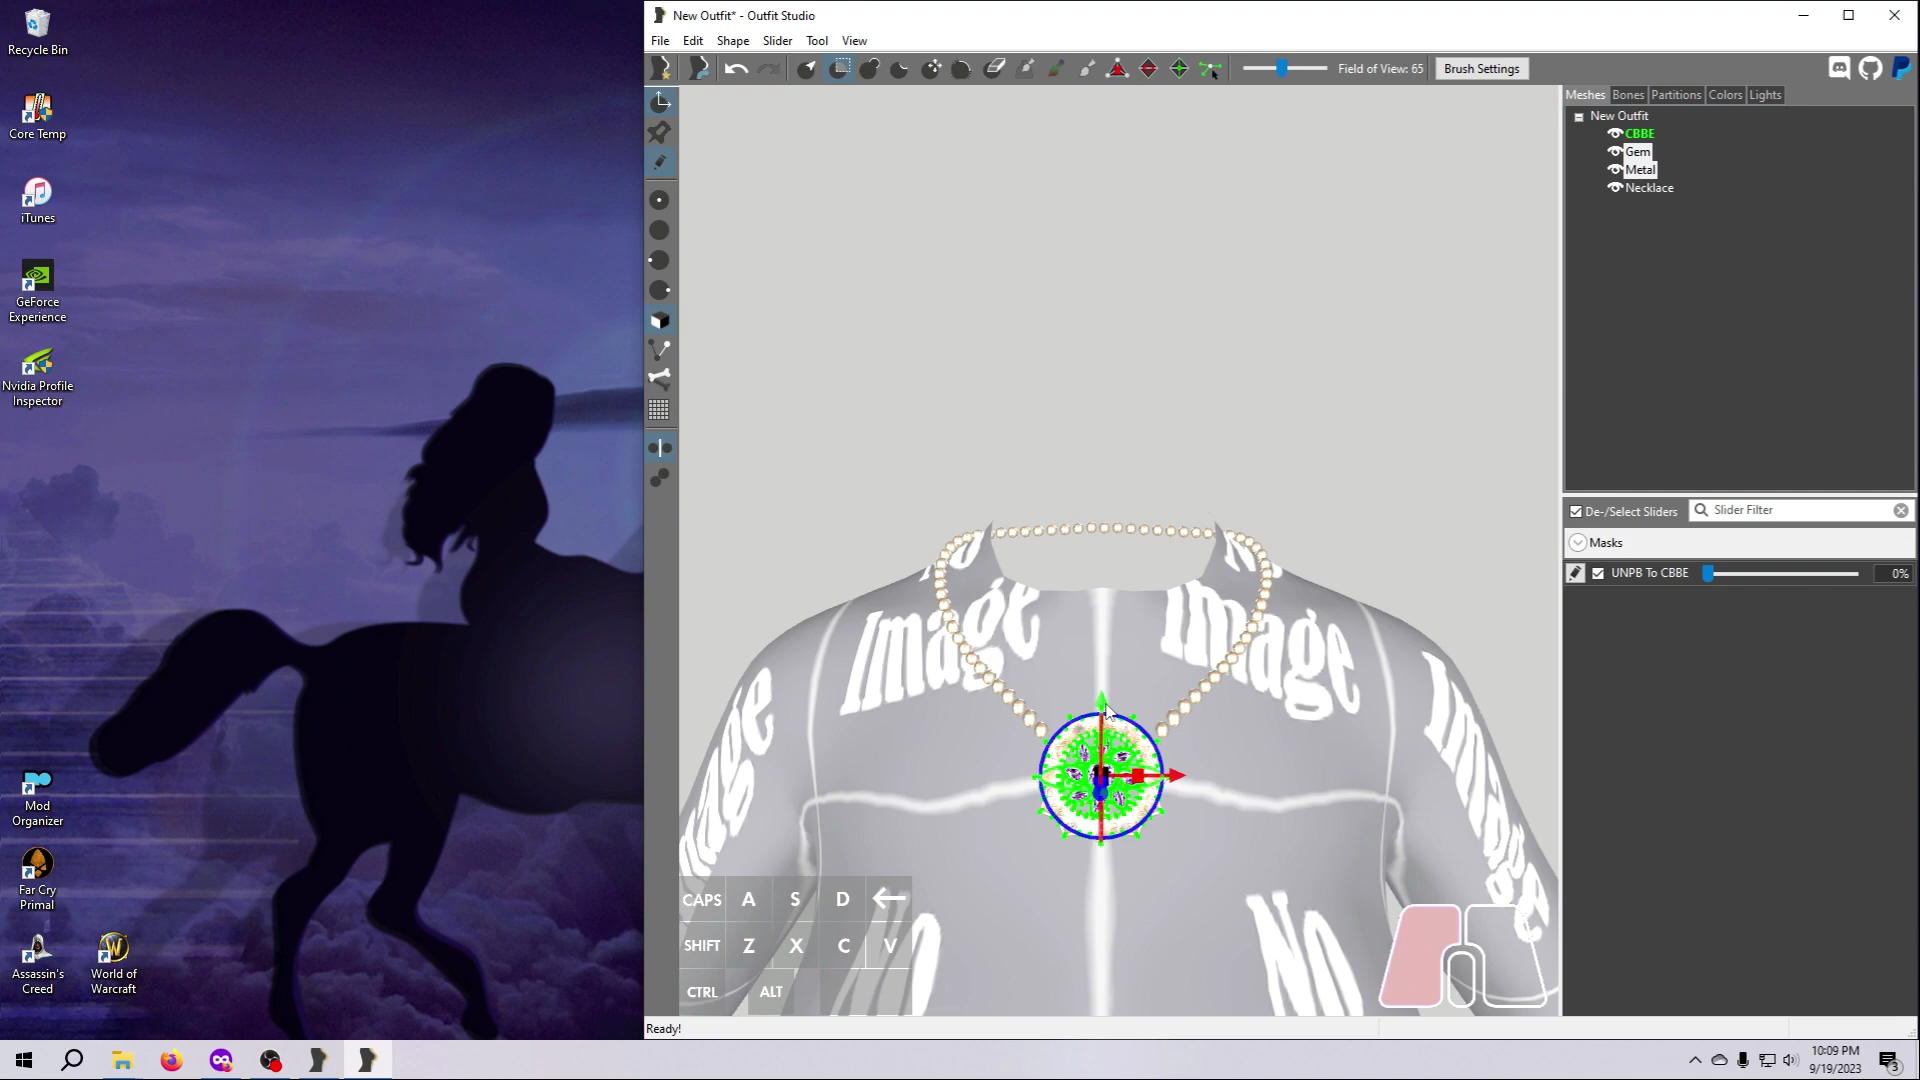 Recycle Bin
Core Temp
iTunes
GeForce
Experience
Nvidia Profile
Inspector
Mod
Organizer
Far Cry
Primal
Assassin's
Creed
World of
Warcraft
New Outfit* - Outfit Studio
File Edit Shape Slider Tool View
Field of View: 65
Brush Settings
Meshes Bones Partitions Colors Lights
New Outfit
CBBE
Gem
Metal
Necklace
De-/Select Sliders
Slider Filter
Masks
UNPB To CBBE
0%
Image
Image
Image
CAPS A S D
SHIFT Z X C V
CTRL ALT
No
Ready!
10:09 PM
9/19/2023
3